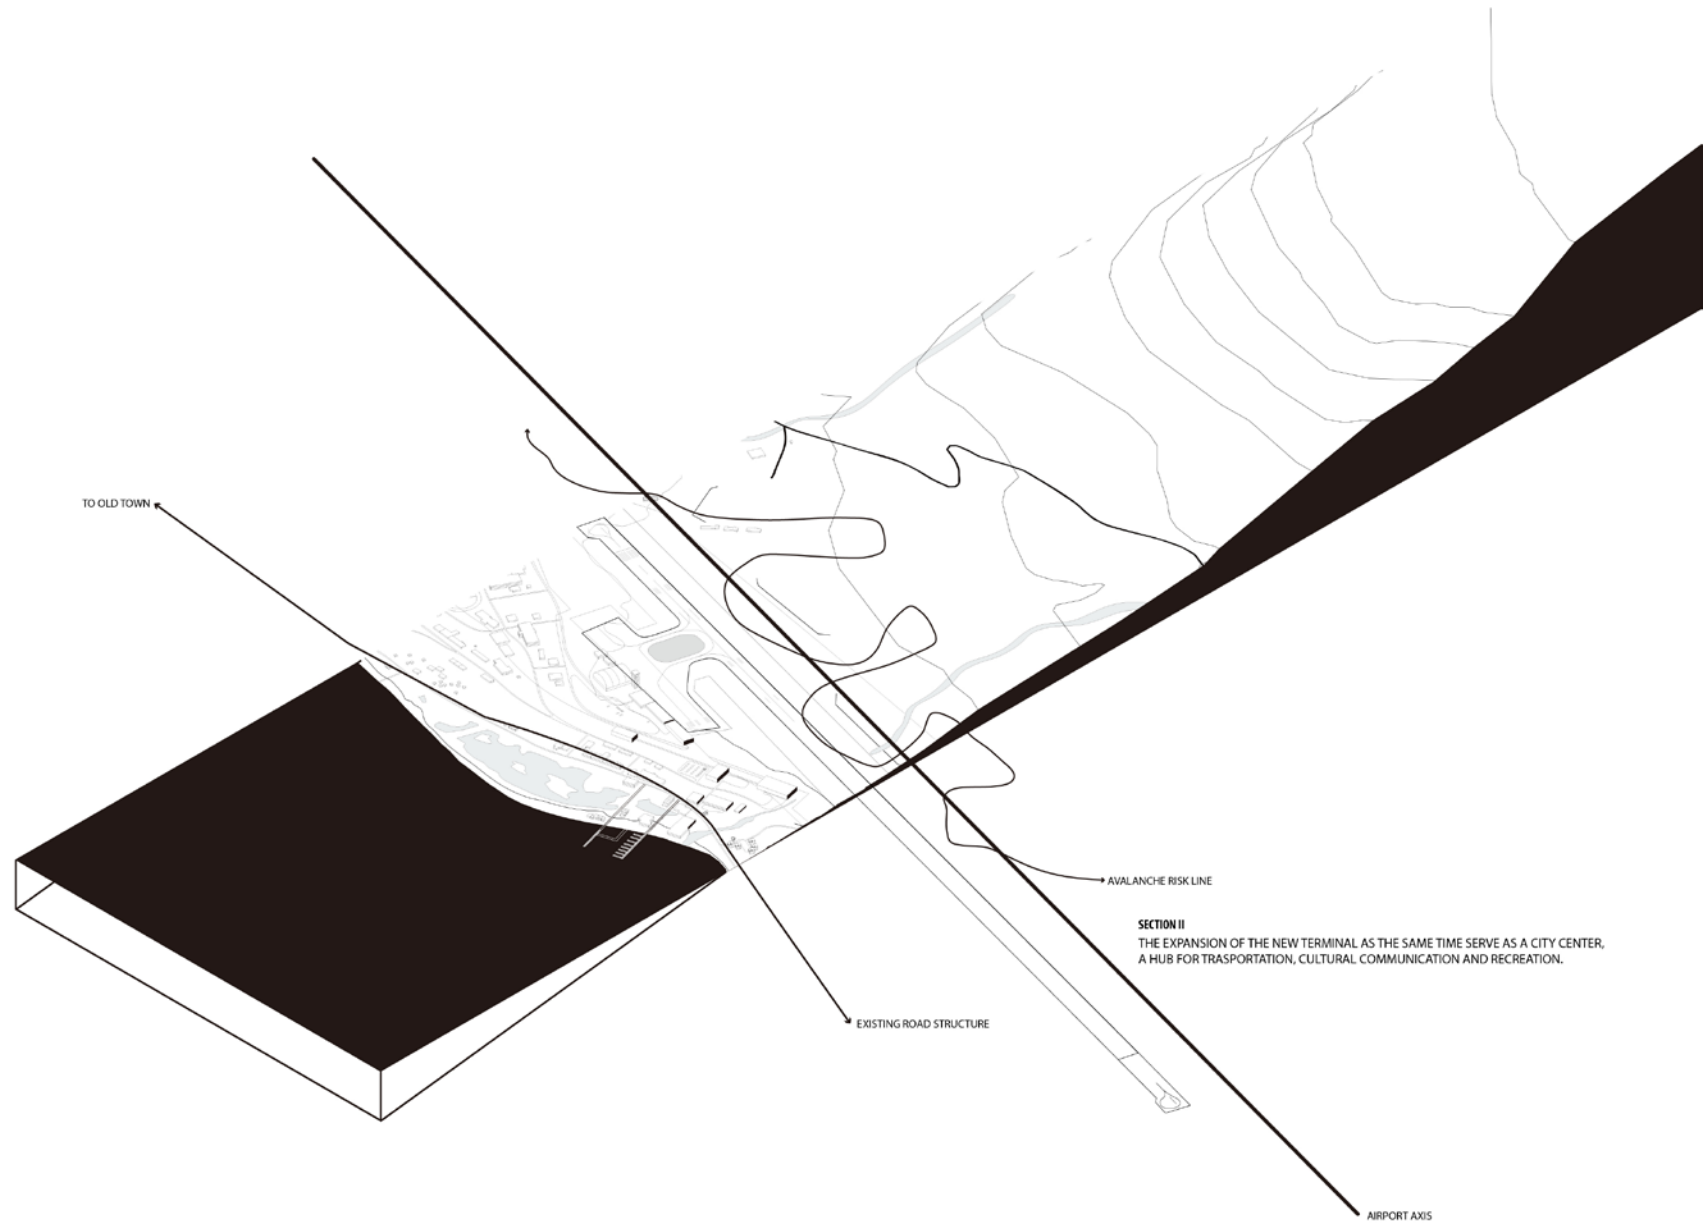 TO OLD TOWN
AVALANCHE RISK LINE
SECTION II
THE EXPANSION OF THE NEW TERMINAL AS THE SAME TIME SERVE AS A CITY CENTER,
A HUB FOR TRASPORTATION, CULTURAL COMMUNICATION AND RECREATION.
EXISTING ROAD STRUCTURE
AIRPORT AXIS